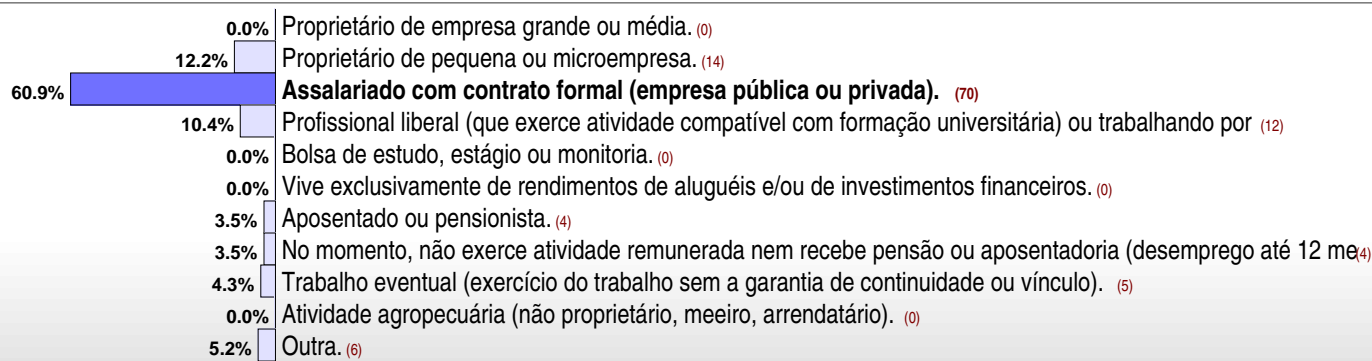 0.0% Proprietário de empresa grande ou média. (0)
12.2% Proprietário de pequena ou microempresa. (14)
60.9% Assalariado com contrato formal (empresa pública ou privada). (70)
10.4% Profissional liberal (que exerce atividade compatível com formação universitária) ou trabalhando por (12)
0.0% Bolsa de estudo, estágio ou monitoria. (0)
0.0% Vive exclusivamente de rendimentos de aluguéis e/ou de investimentos financeiros. (0)
3.5% Aposentado ou pensionista. (4)
3.5% No momento, não exerce atividade remunerada nem recebe pensão ou aposentadoria (desemprego até 12 me(4)
4.3% Trabalho eventual (exercício do trabalho sem a garantia de continuidade ou vínculo). (5)
0.0% Atividade agropecuária (não proprietário, meeiro, arrendatário). (0)
5.2% Outra. (6)